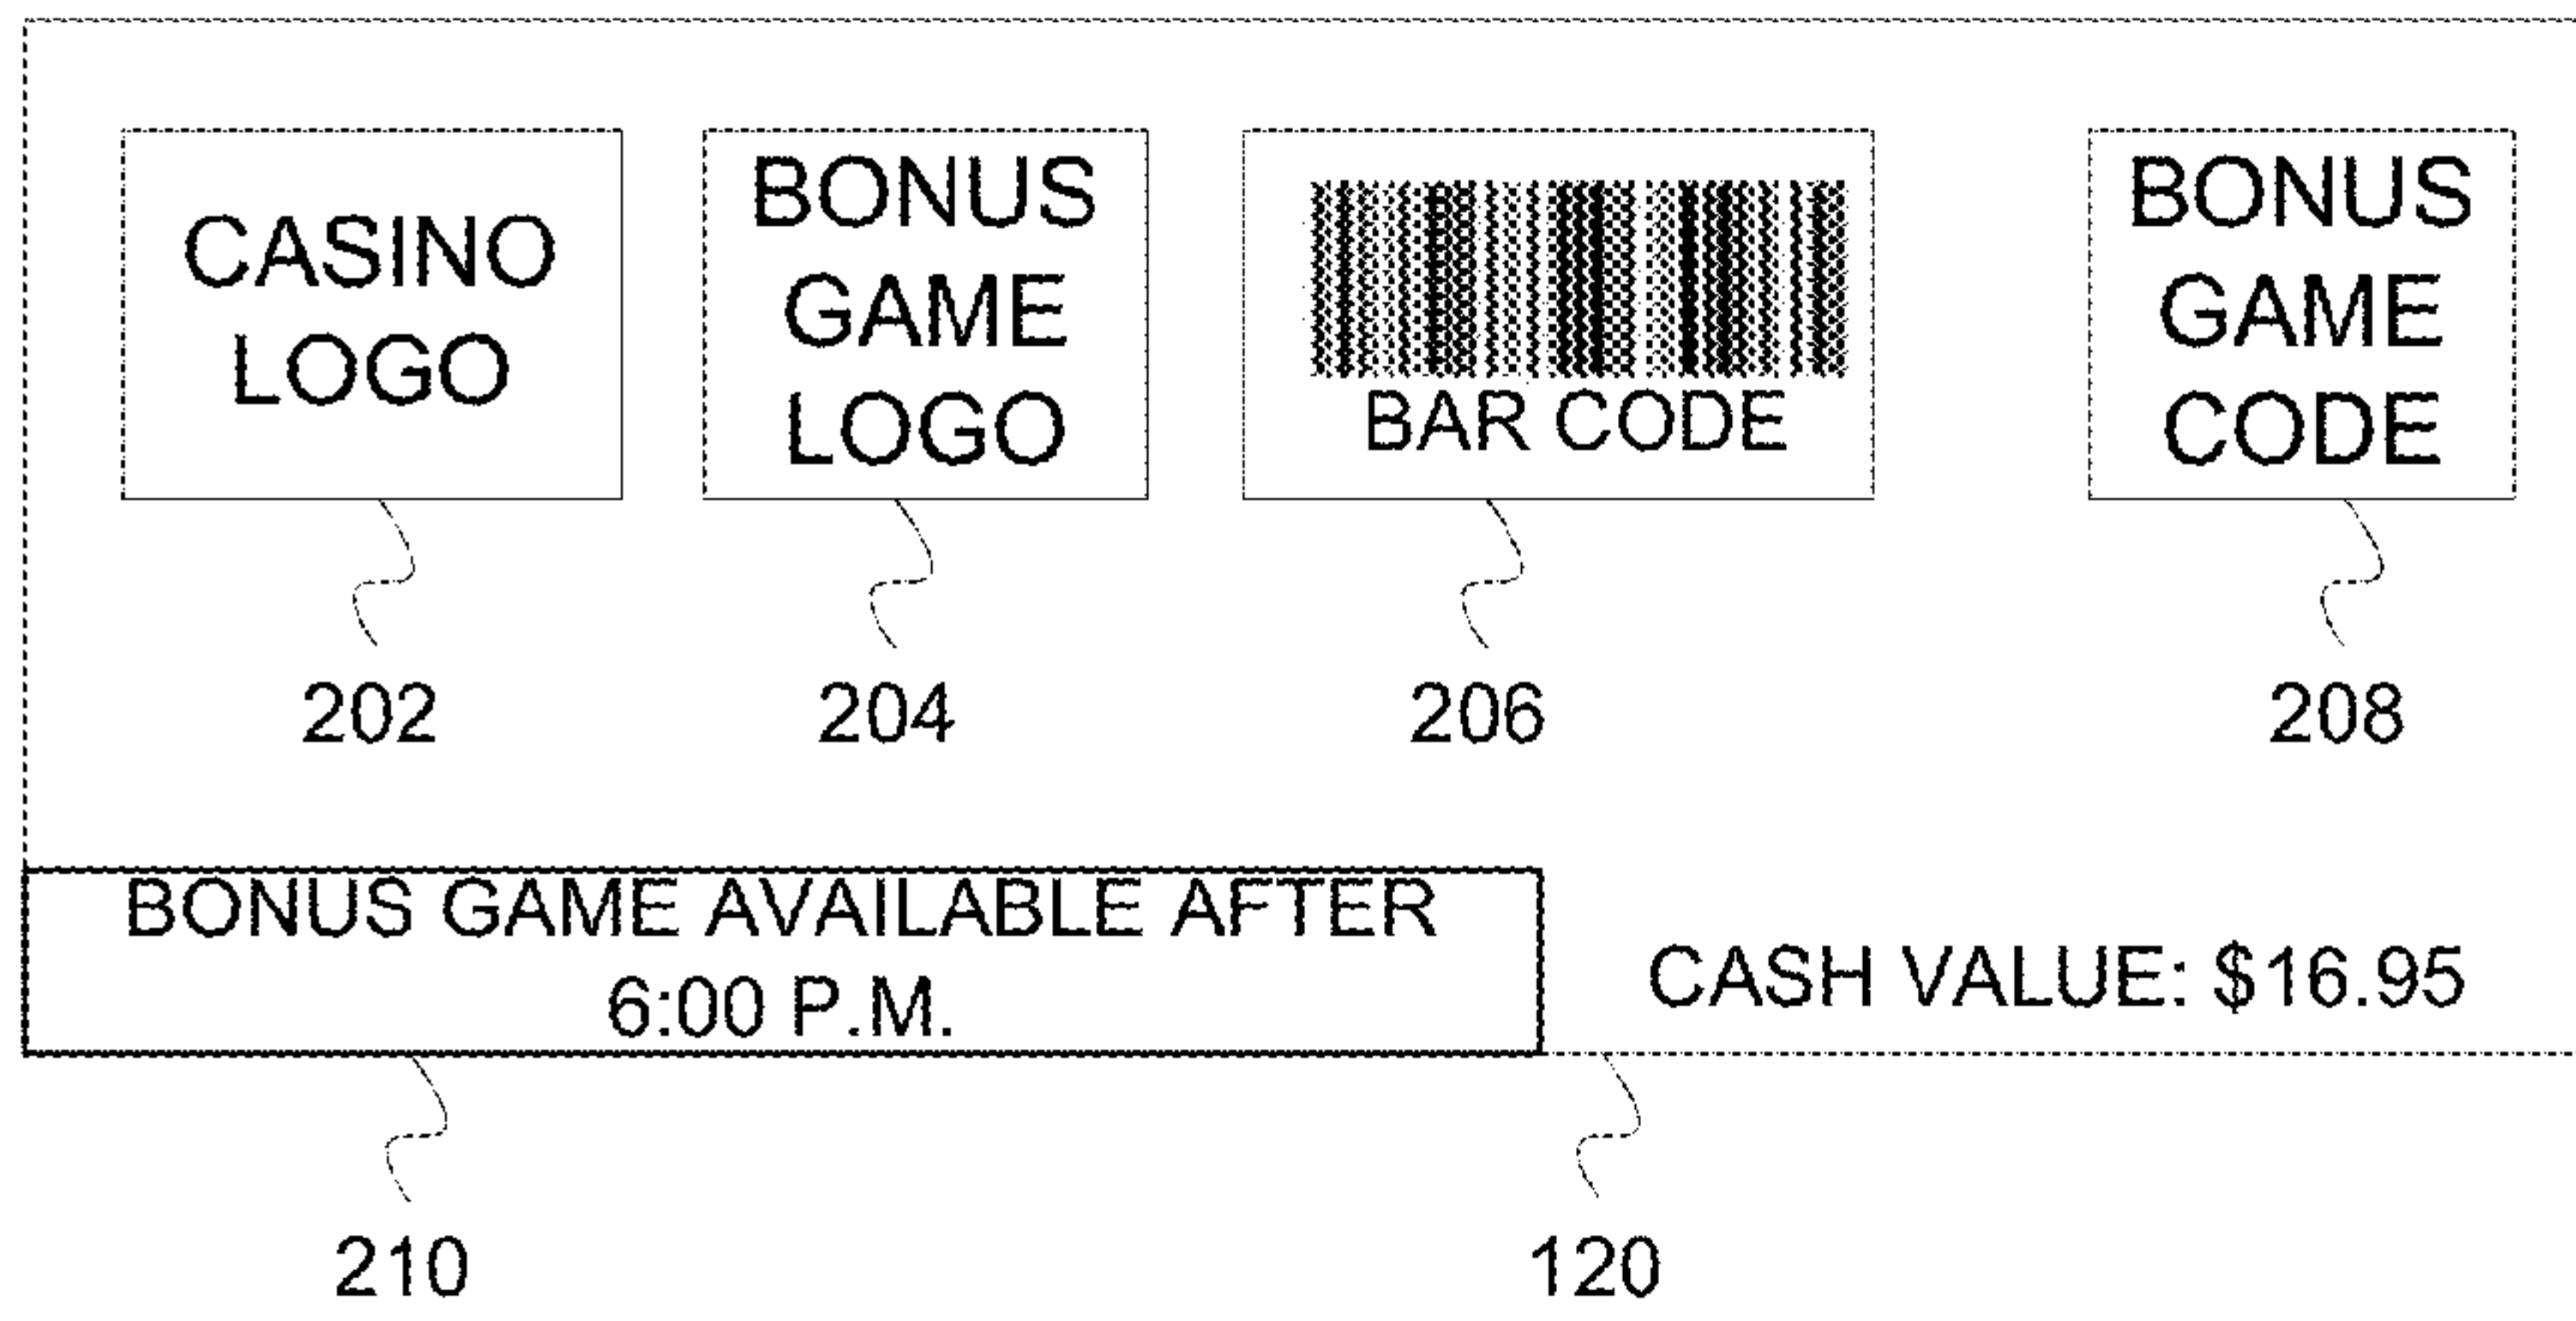 CASINO
LOGO
BONUS
GAME
LOGO
BAR CODE
BONUS
GAME
CODE
202
204
206
208
BONUS GAME AVAILABLE AFTER
6:00 P.M.
CASH VALUE: $16.95
210
120